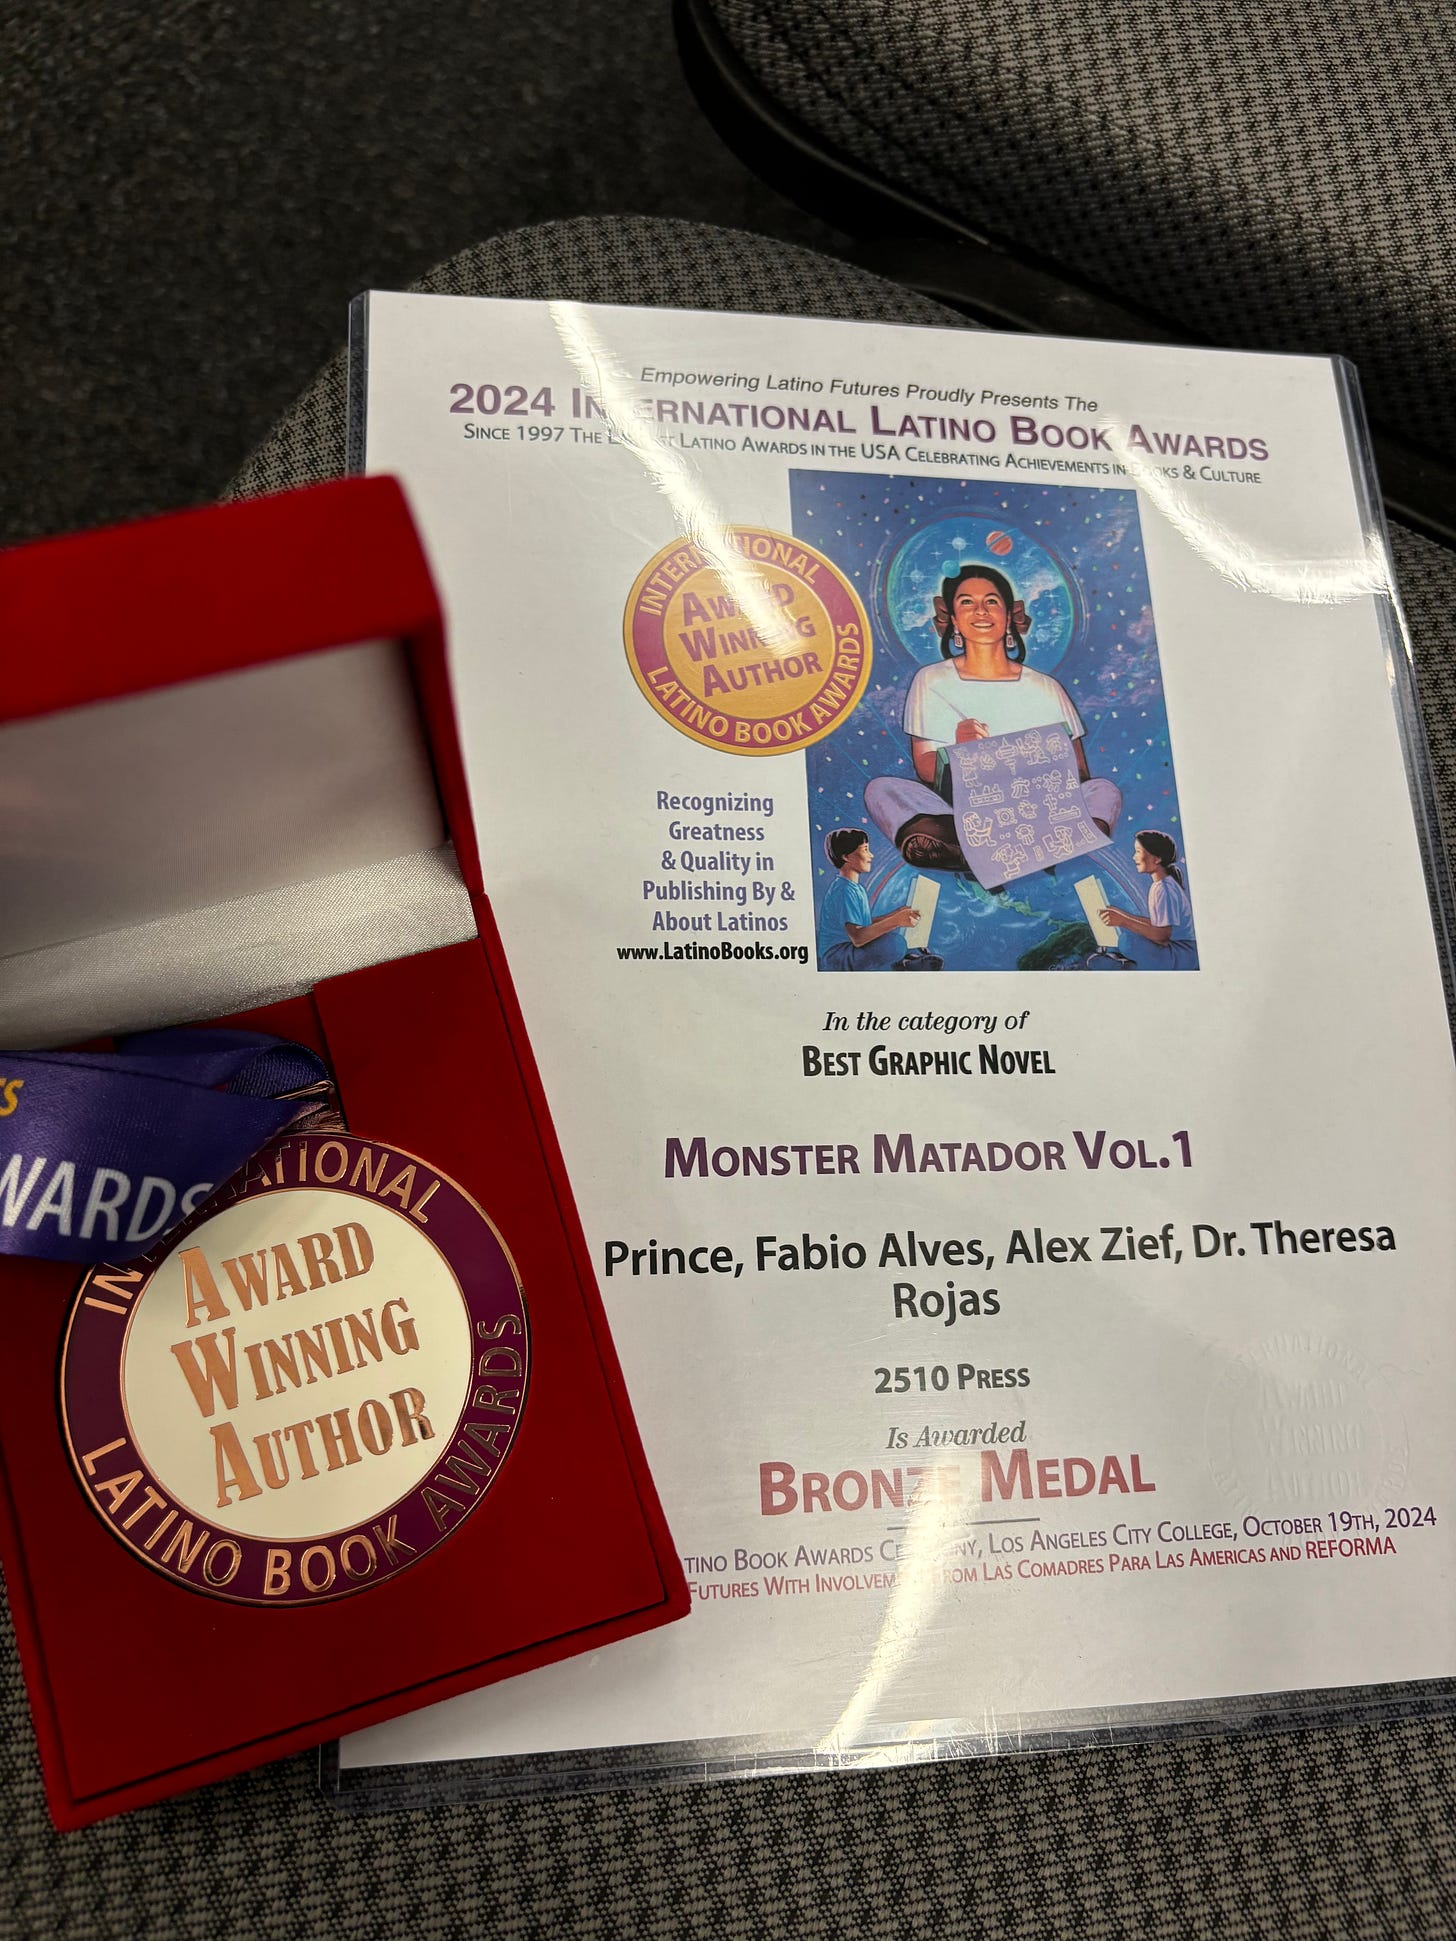 Empowering Latino Futures Proudly Presents The
2024 International Latino Book Awards
Since 1997 The Latino Awards in the USA Celebrating Achievements in Books & Culture
INTERNATIONAL
Award
Winning
Author
LATINO BOOK AWARDS
Recognizing
Greatness
& Quality in
Publishing By &
About Latinos
www.LatinoBooks.org
In the category of
Best Graphic Novel
Monster Matador Vol.1
Prince, Fabio Alves, Alex Zief, Dr. Theresa
Rojas
2510 Press
Is Awarded
Bronze Medal
Book Awards Ceremony, Los Angeles City College, October 19th, 2024
Futures With Involvement From Las Comadres Para Las Americas and REFORMA
AWARDS
INTERNATIONAL
Award
Winning
Author
LATINO BOOK AWARDS